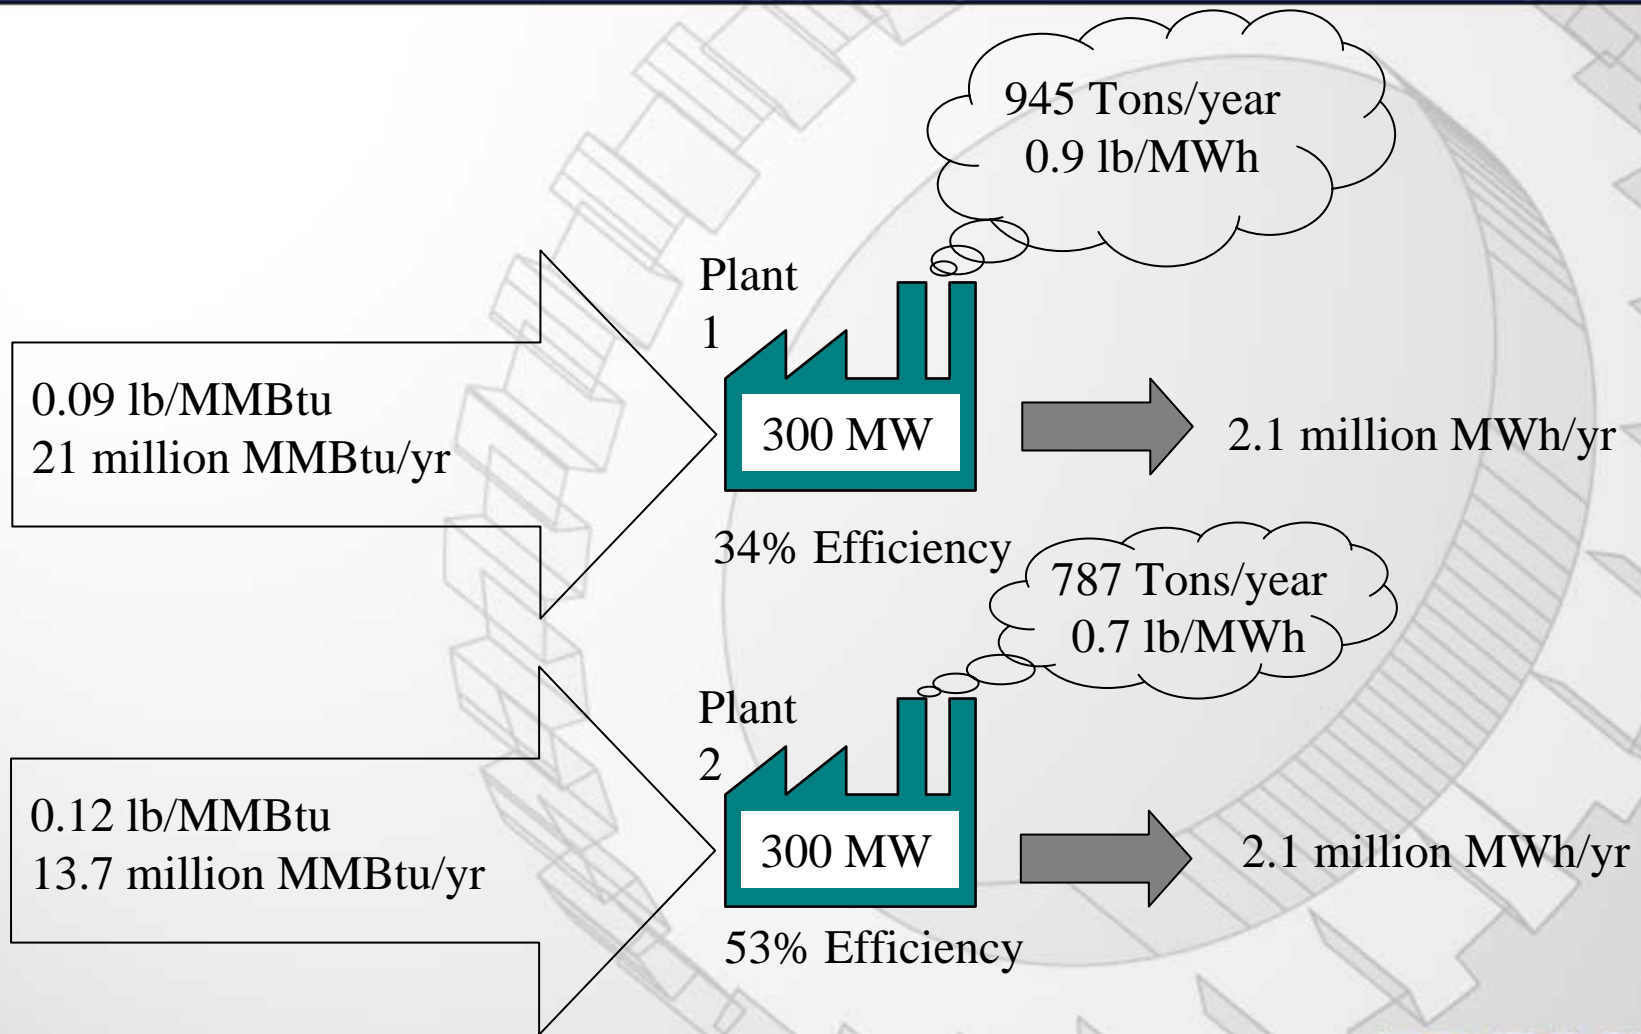 945 Tons/year
0.9 lb/MWh
Plant
1
0.09 lb/MMBtu
21 million MMBtu/yr
300 MW
2.1 million MWh/yr
34% Efficiency
787 Tons/year
0.7 lb/MWh
Plant
2
0.12 lb/MMBtu
13.7 million MMBtu/yr
300 MW
2.1 million MWh/yr
53% Efficiency